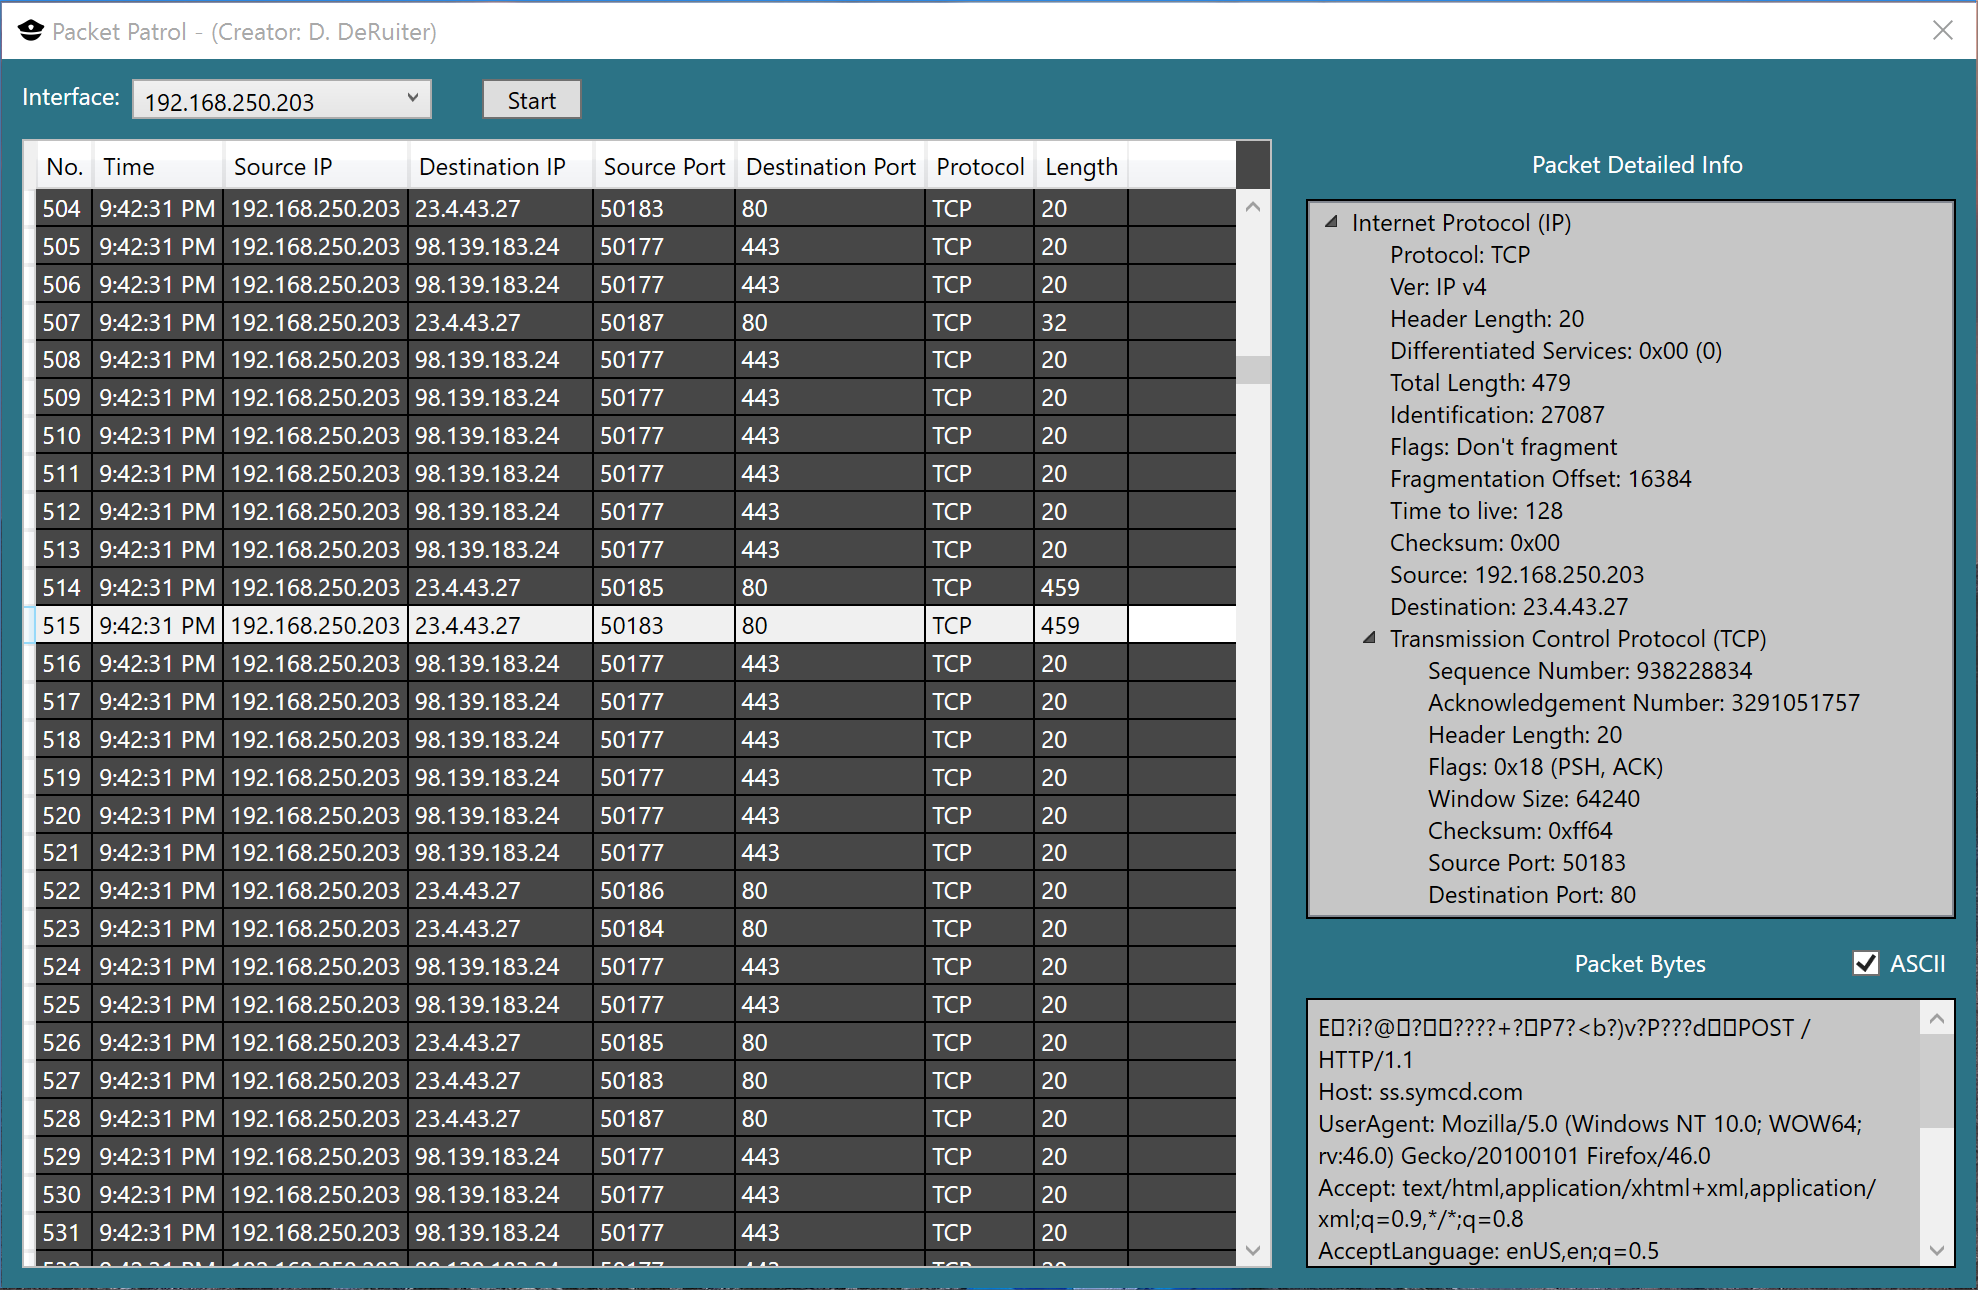 Packet Patrol - (Creator: D. DeRuiter)
Interface: 192.168.250.203 Start
No. Time Source IP Destination IP Source Port Destination Port Protocol Length
504 9:42:31 PM 192.168.250.203 23.4.43.27 50183 80 TCP 20
505 9:42:31 PM 192.168.250.203 98.139.183.24 50177 443 TCP 20
506 9:42:31 PM 192.168.250.203 98.139.183.24 50177 443 TCP 20
507 9:42:31 PM 192.168.250.203 23.4.43.27 50187 80 TCP 32
508 9:42:31 PM 192.168.250.203 98.139.183.24 50177 443 TCP 20
509 9:42:31 PM 192.168.250.203 98.139.183.24 50177 443 TCP 20
510 9:42:31 PM 192.168.250.203 98.139.183.24 50177 443 TCP 20
511 9:42:31 PM 192.168.250.203 98.139.183.24 50177 443 TCP 20
512 9:42:31 PM 192.168.250.203 98.139.183.24 50177 443 TCP 20
513 9:42:31 PM 192.168.250.203 98.139.183.24 50177 443 TCP 20
514 9:42:31 PM 192.168.250.203 23.4.43.27 50185 80 TCP 459
515 9:42:31 PM 192.168.250.203 23.4.43.27 50183 80 TCP 459
516 9:42:31 PM 192.168.250.203 98.139.183.24 50177 443 TCP 20
517 9:42:31 PM 192.168.250.203 98.139.183.24 50177 443 TCP 20
518 9:42:31 PM 192.168.250.203 98.139.183.24 50177 443 TCP 20
519 9:42:31 PM 192.168.250.203 98.139.183.24 50177 443 TCP 20
520 9:42:31 PM 192.168.250.203 98.139.183.24 50177 443 TCP 20
521 9:42:31 PM 192.168.250.203 98.139.183.24 50177 443 TCP 20
522 9:42:31 PM 192.168.250.203 23.4.43.27 50186 80 TCP 20
523 9:42:31 PM 192.168.250.203 23.4.43.27 50184 80 TCP 20
524 9:42:31 PM 192.168.250.203 98.139.183.24 50177 443 TCP 20
525 9:42:31 PM 192.168.250.203 98.139.183.24 50177 443 TCP 20
526 9:42:31 PM 192.168.250.203 23.4.43.27 50185 80 TCP 20
527 9:42:31 PM 192.168.250.203 23.4.43.27 50183 80 TCP 20
528 9:42:31 PM 192.168.250.203 23.4.43.27 50187 80 TCP 20
529 9:42:31 PM 192.168.250.203 98.139.183.24 50177 443 TCP 20
530 9:42:31 PM 192.168.250.203 98.139.183.24 50177 443 TCP 20
531 9:42:31 PM 192.168.250.203 98.139.183.24 50177 443 TCP 20
Packet Detailed Info
Internet Protocol (IP)
Protocol: TCP
Ver: IP v4
Header Length: 20
Differentiated Services: 0x00 (0)
Total Length: 479
Identification: 27087
Flags: Don't fragment
Fragmentation Offset: 16384
Time to live: 128
Checksum: 0x00
Source: 192.168.250.203
Destination: 23.4.43.27
Transmission Control Protocol (TCP)
Sequence Number: 938228834
Acknowledgement Number: 3291051757
Header Length: 20
Flags: 0x18 (PSH, ACK)
Window Size: 64240
Checksum: 0xff64
Source Port: 50183
Destination Port: 80
Packet Bytes ASCII
E▯?i?@▯?▯▯????+?▯P7?<b?)v?P???d▯▯POST /
HTTP/1.1
Host: ss.symcd.com
UserAgent: Mozilla/5.0 (Windows NT 10.0; WOW64;
rv:46.0) Gecko/20100101 Firefox/46.0
Accept: text/html,application/xhtml+xml,application/
xml;q=0.9,*/*;q=0.8
AcceptLanguage: enUS,en;q=0.5